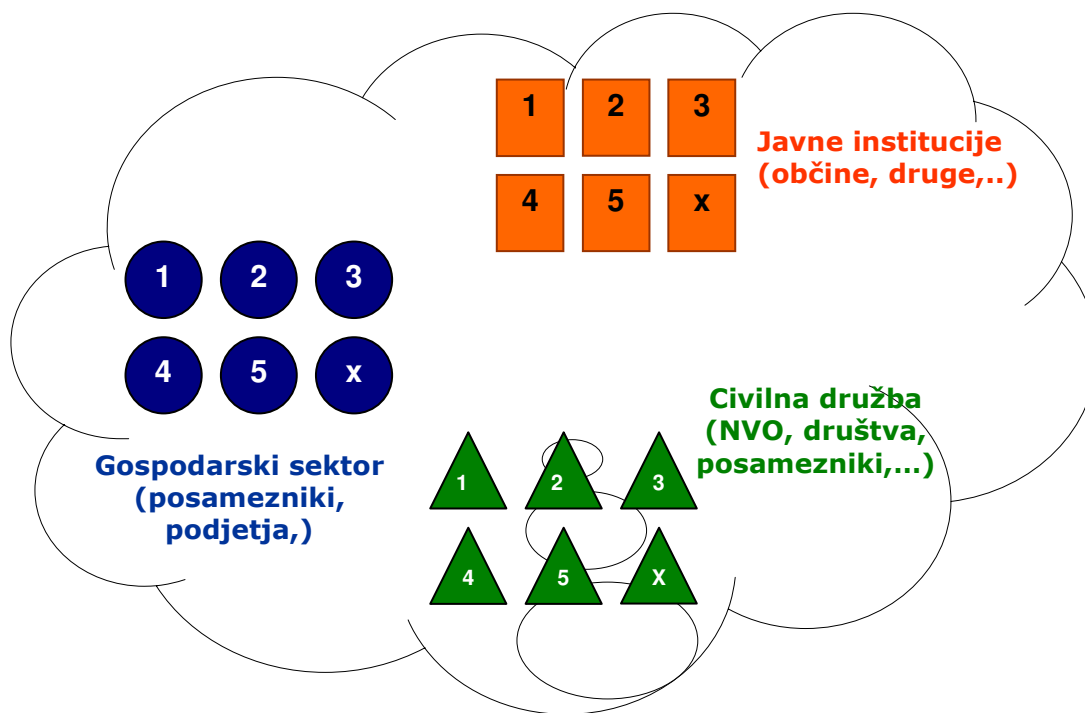 1 2 3
4 5 x
Javne institucije
(občine, druge,..)
1 2 3
4 5 x
Gospodarski sektor
(posamezniki,
podjetja,)
Civilna družba
(NVO, društva,
posamezniki,...)
1 2 3
4 5 X